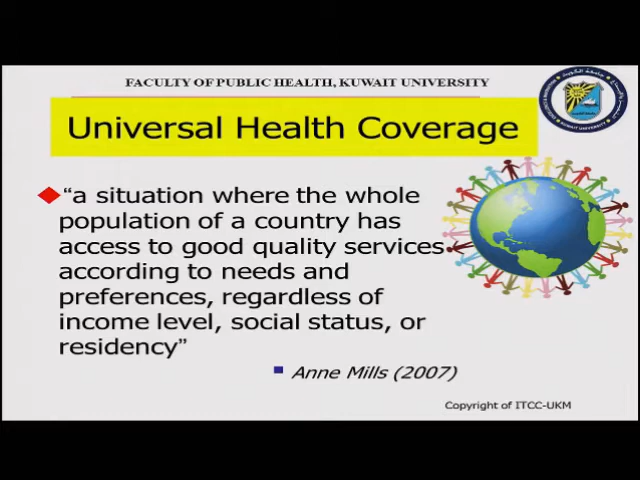 FACULTY OF PUBLIC HEALTH, KUWAIT UNIVERSITY
Universal Health Coverage
“a situation where the whole
population of a country has
access to good quality services
according to needs and
preferences, regardless of
income level, social status, or
residency”
Anne Mills (2007)
Copyright of ITCC-UKM